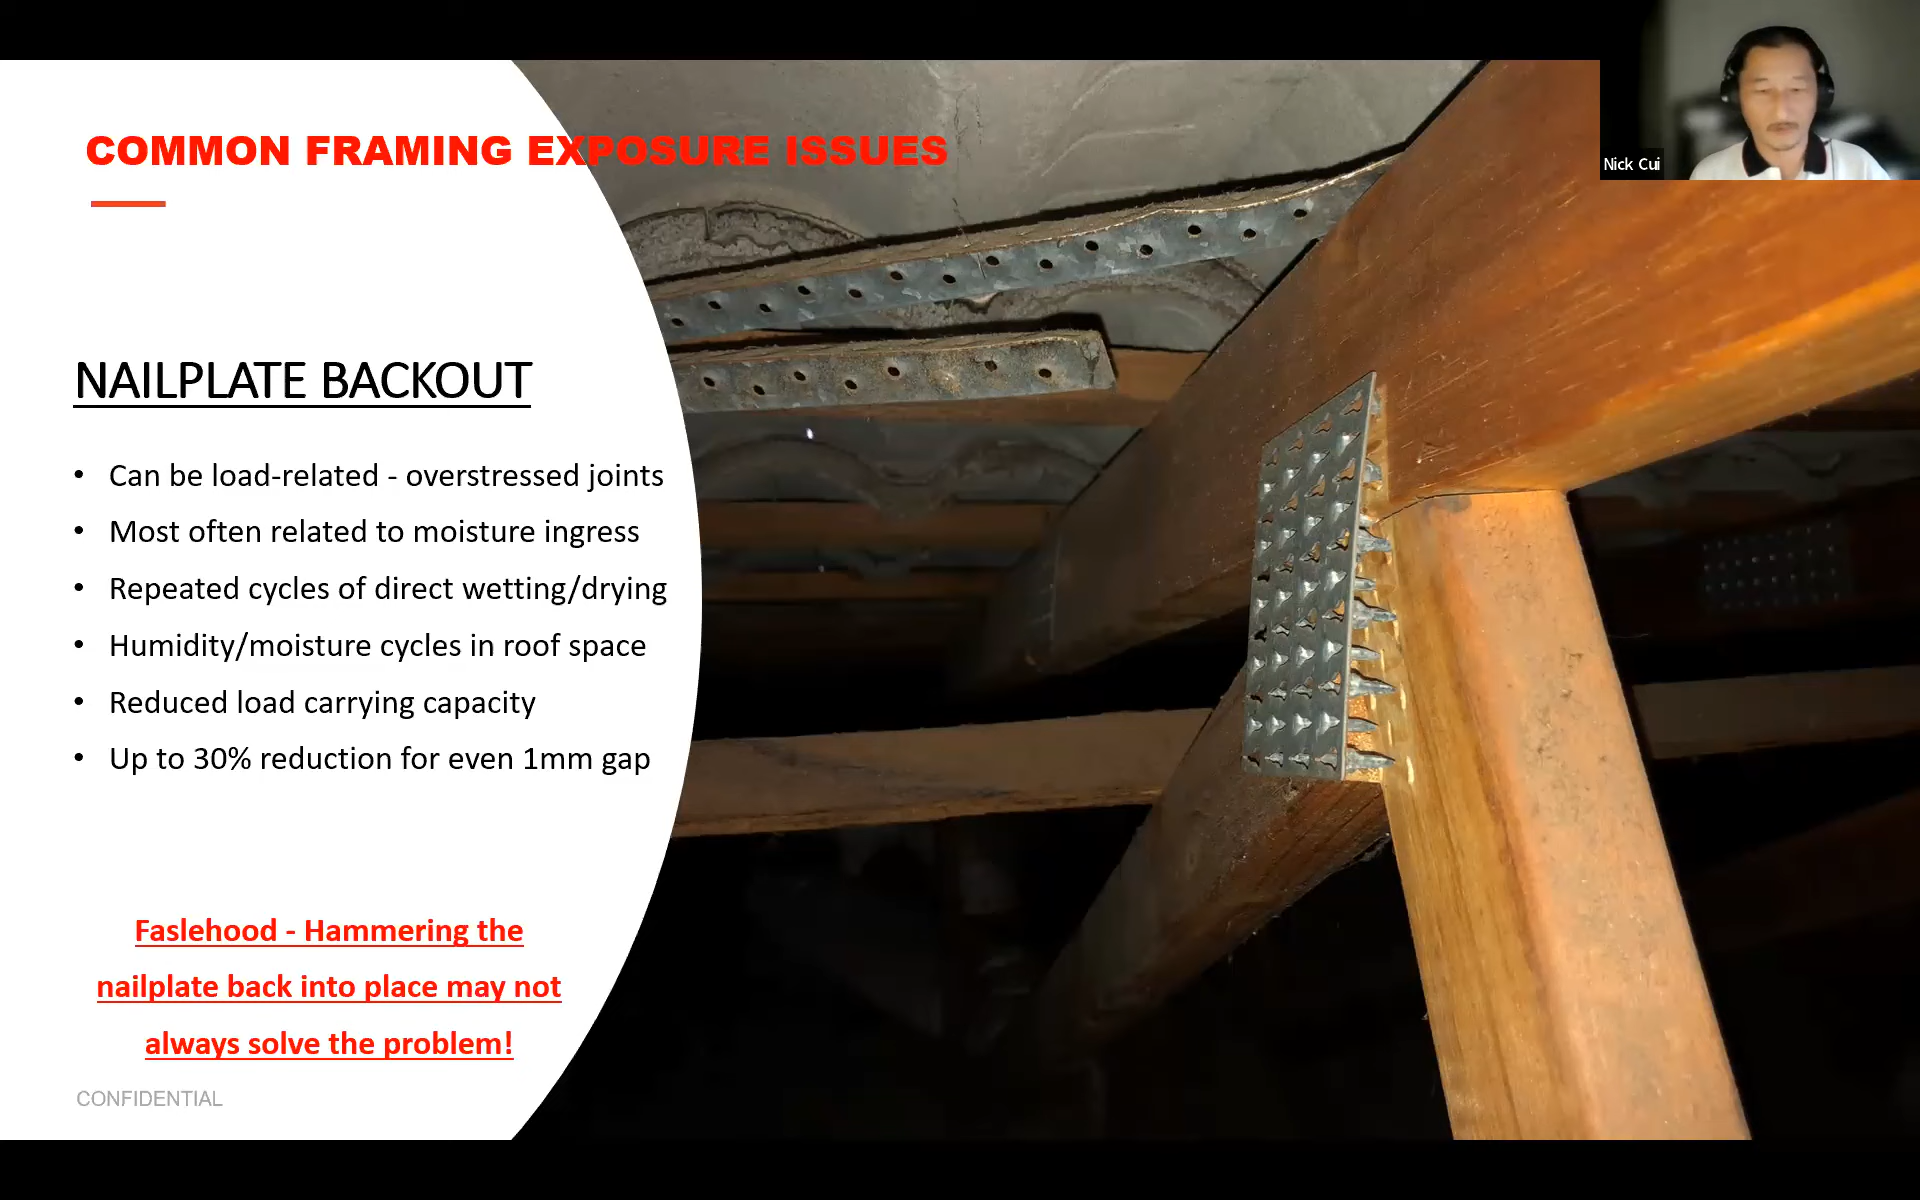 COMMON FRAMING EXPOSURE ISSUES
Nick Cui
NAILPLATE BACKOUT
• Can be load-related - overstressed joints
• Most often related to moisture ingress
• Repeated cycles of direct wetting/drying
• Humidity/moisture cycles in roof space
• Reduced load carrying capacity
• Up to 30% reduction for even 1mm gap
Faslehood - Hammering the
nailplate back into place may not
always solve the problem!
CONFIDENTIAL